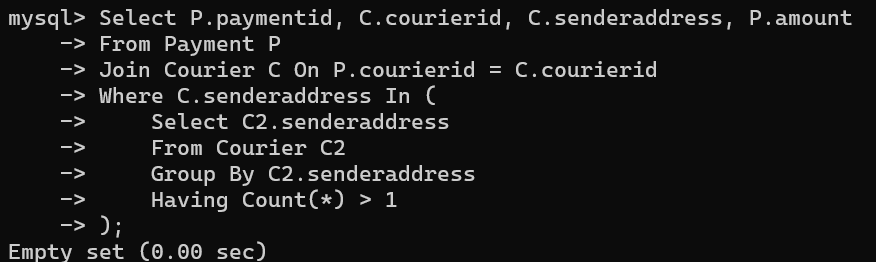 mysql> Select P.paymentid, C.courierid, C.senderaddress, P.amount
    -> From Payment P
    -> Join Courier C On P.courierid = C.courierid
    -> Where C.senderaddress In (
    ->     Select C2.senderaddress
    ->     From Courier C2
    ->     Group By C2.senderaddress
    ->     Having Count(*) > 1
    -> );
Empty set (0.00 sec)